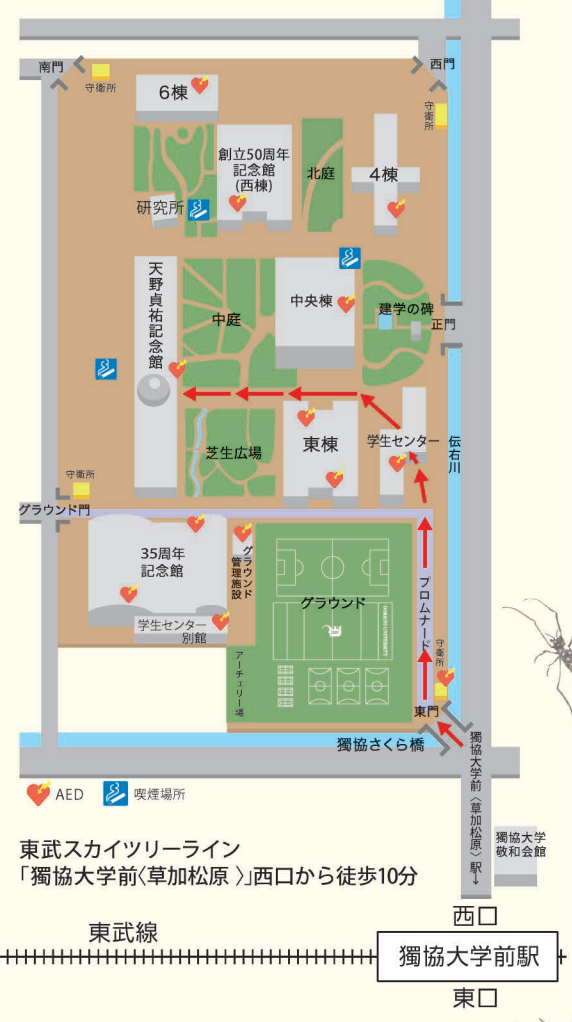 南門
守衛所
西門
守衛所
6棟
創立50周年
記念館
(西棟)
北庭
4棟
研究所
天野貞祐記念館
中庭
中央棟
建学の碑
正門
芝生広場
東棟
学生センター
伝右川
守衛所
グラウンド門
35周年
記念館
グラウンド
管理施設
学生センター
別館
グラウンド
DOKKYO UNIVERSITY
プロムナード
守衛所
アーチェリー場
東門
獨協さくら橋
獨協大学前〈草加松原〉駅→
AED
喫煙場所
獨協大学
敬和会館
東武スカイツリーライン
「獨協大学前〈草加松原 〉」西口から徒歩10分
西口
東武線
獨協大学前駅
東口